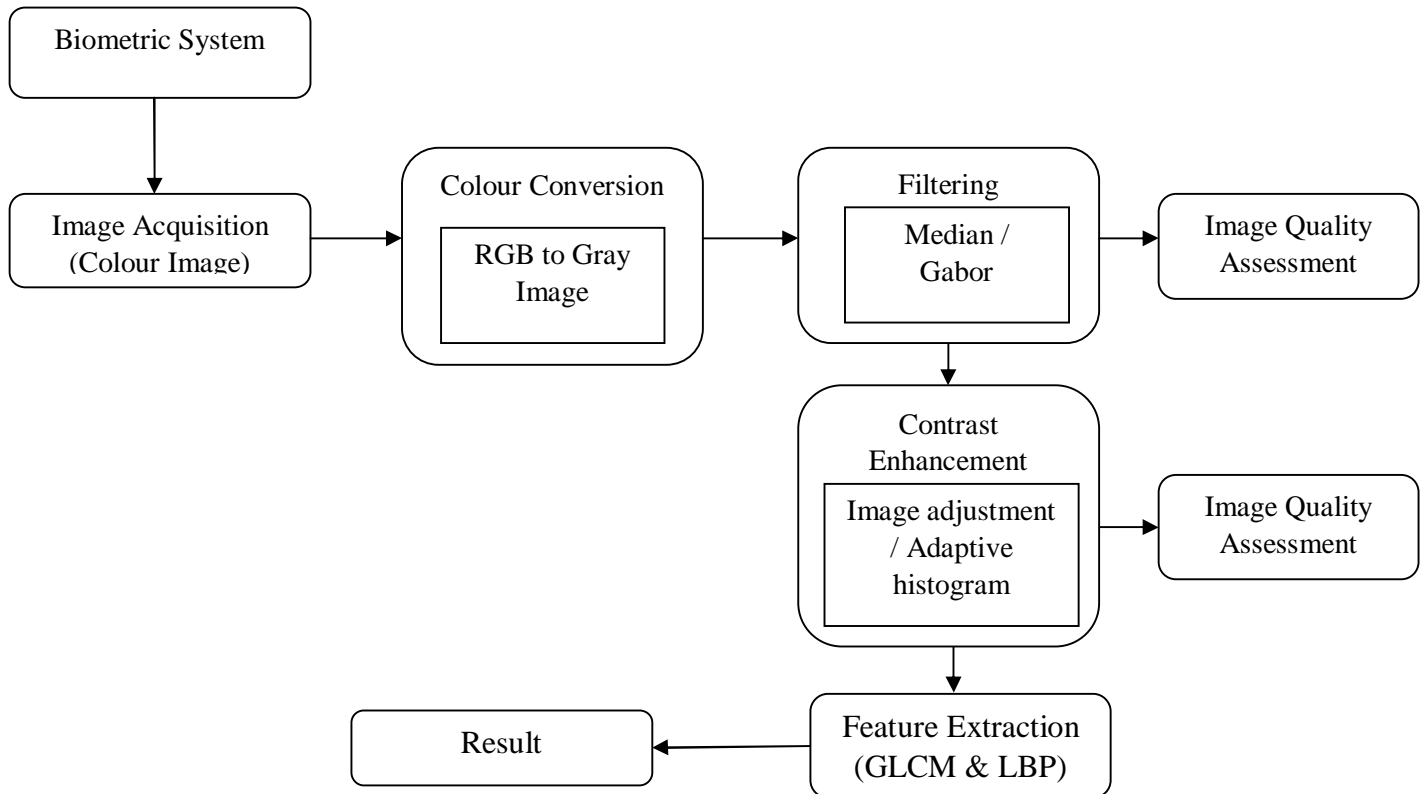 Biometric System
Image Acquisition
(Colour Image)
Colour Conversion
RGB to Gray
Image
Filtering
Median /
Gabor
Image Quality
Assessment
Contrast
Enhancement
Image adjustment
/ Adaptive
histogram
Image Quality
Assessment
Feature Extraction
(GLCM & LBP)
Result